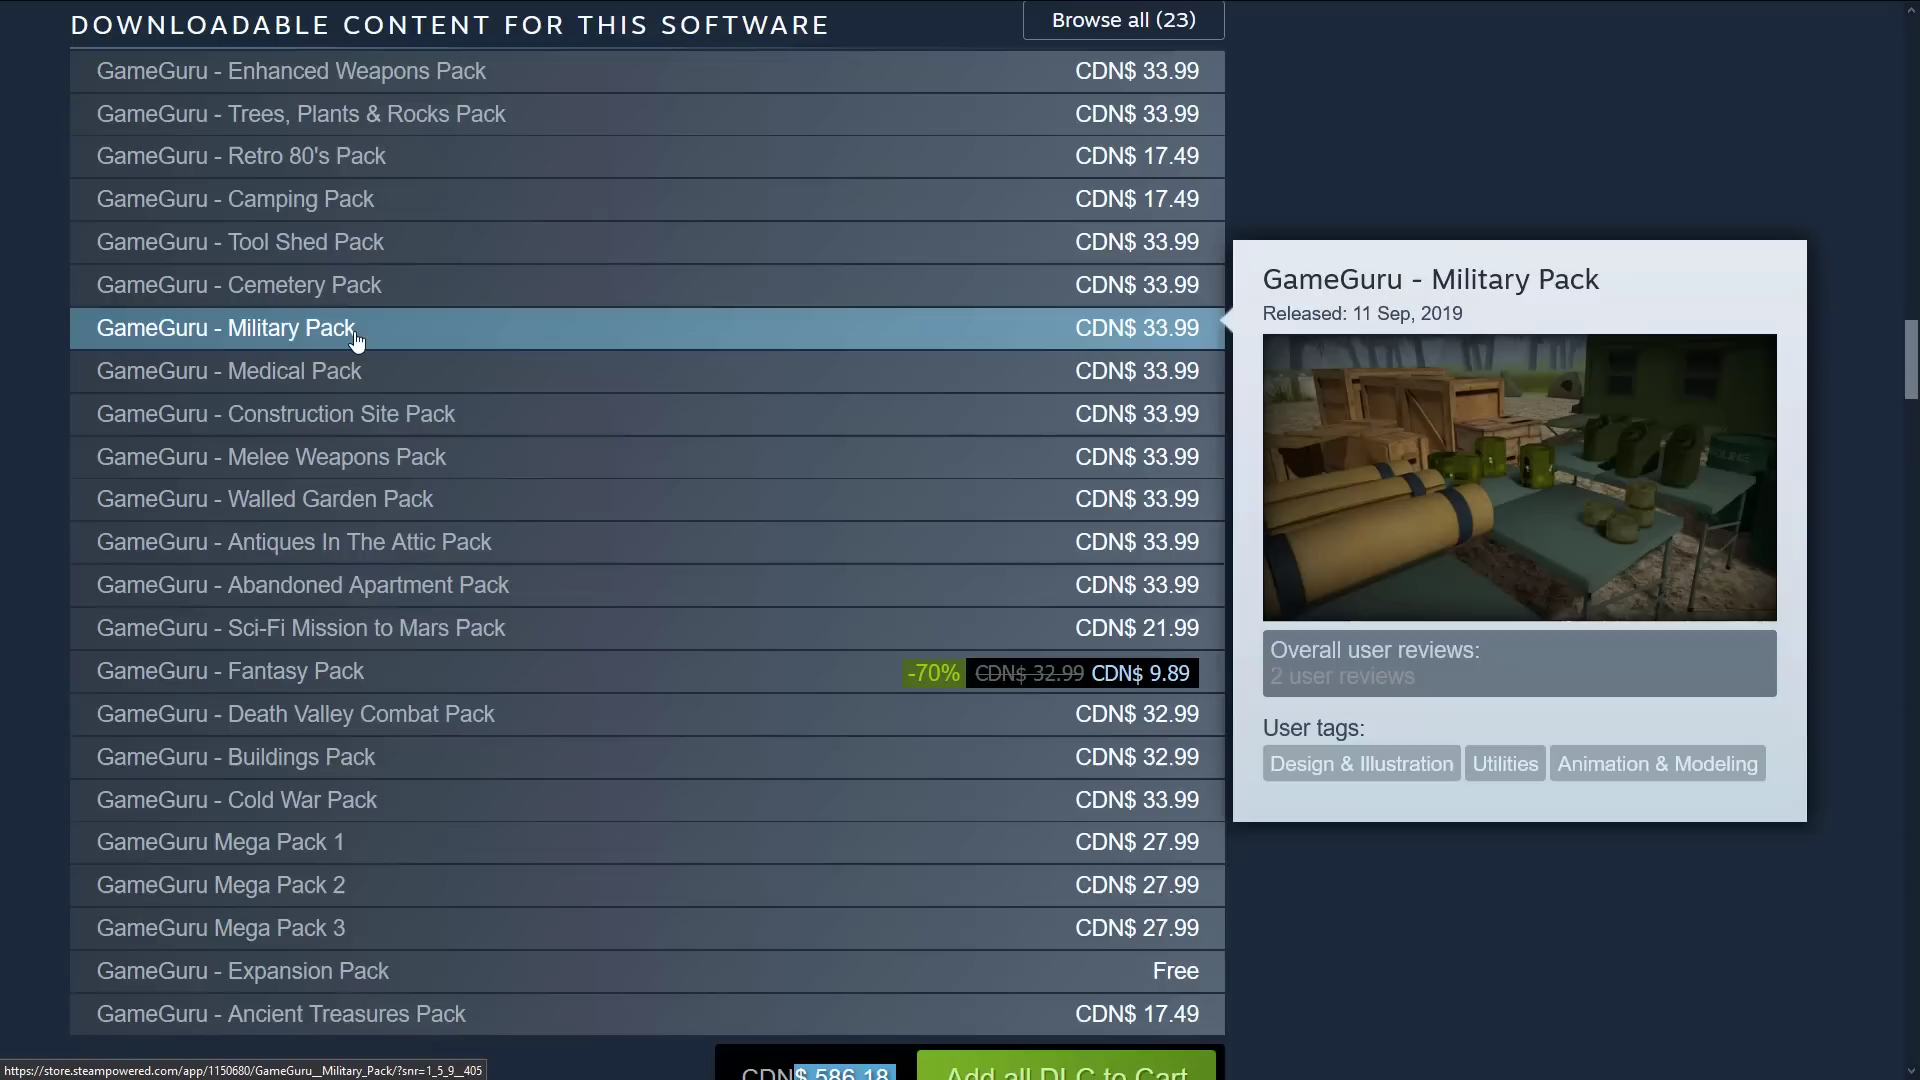 DOWNLOADABLE CONTENT FOR THIS SOFTWARE
Browse all (23)
GameGuru - Enhanced Weapons Pack CDN$ 33.99
GameGuru - Trees, Plants & Rocks Pack CDN$ 33.99
GameGuru - Retro 80's Pack CDN$ 17.49
GameGuru - Camping Pack CDN$ 17.49
GameGuru - Tool Shed Pack CDN$ 33.99
GameGuru - Cemetery Pack CDN$ 33.99
GameGuru - Military Pack CDN$ 33.99
GameGuru - Medical Pack CDN$ 33.99
GameGuru - Construction Site Pack CDN$ 33.99
GameGuru - Melee Weapons Pack CDN$ 33.99
GameGuru - Walled Garden Pack CDN$ 33.99
GameGuru - Antiques In The Attic Pack CDN$ 33.99
GameGuru - Abandoned Apartment Pack CDN$ 33.99
GameGuru - Sci-Fi Mission to Mars Pack CDN$ 21.99
GameGuru - Fantasy Pack -70% CDN$ 32.99 CDN$ 9.89
GameGuru - Death Valley Combat Pack CDN$ 32.99
GameGuru - Buildings Pack CDN$ 32.99
GameGuru - Cold War Pack CDN$ 33.99
GameGuru Mega Pack 1 CDN$ 27.99
GameGuru Mega Pack 2 CDN$ 27.99
GameGuru Mega Pack 3 CDN$ 27.99
GameGuru - Expansion Pack Free
GameGuru - Ancient Treasures Pack CDN$ 17.49
CDN$ 586.18 Add all DLC to Cart
GameGuru - Military Pack
Released: 11 Sep, 2019
Overall user reviews:
2 user reviews
User tags:
Design & Illustration Utilities Animation & Modeling
https://store.steampowered.com/app/1150680/GameGuru__Military_Pack/?snr=1_5_9__405